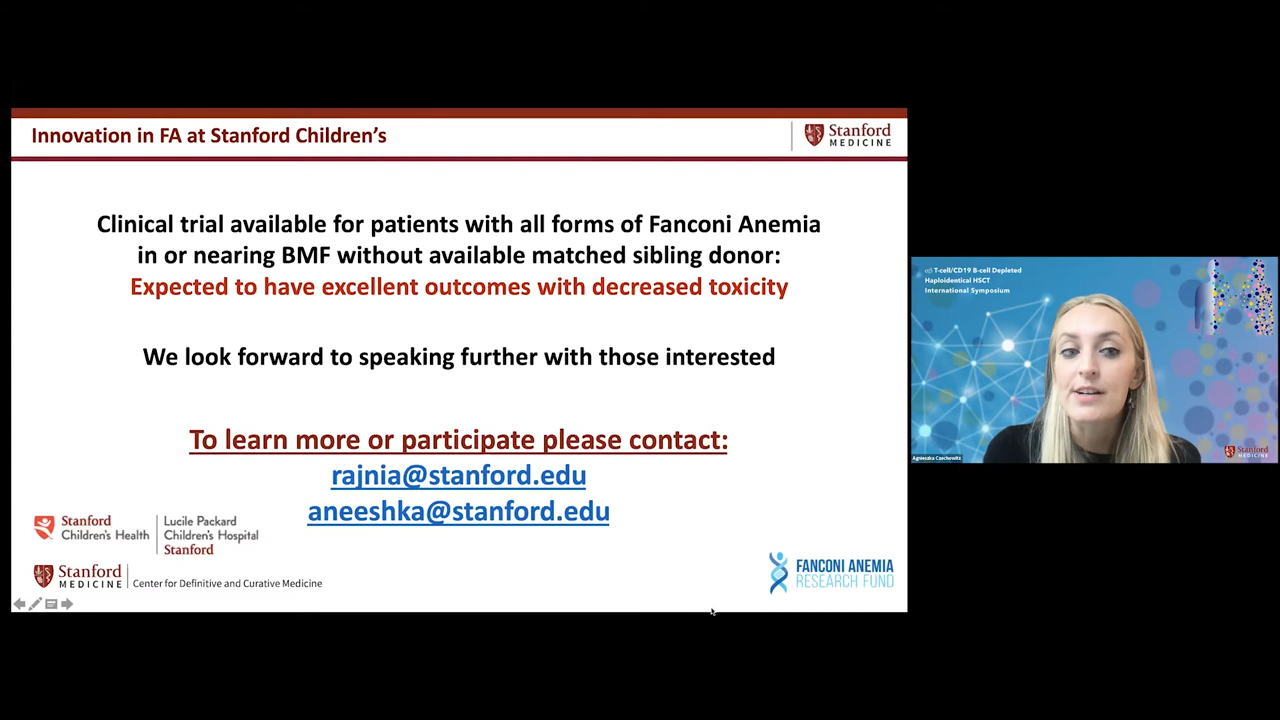 Innovation in FA at Stanford Children's
Stanford
MEDICINE
Clinical trial available for patients with all forms of Fanconi Anemia
in or nearing BMF without available matched sibling donor:
Expected to have excellent outcomes with decreased toxicity
We look forward to speaking further with those interested
To learn more or participate please contact:
rajnia@stanford.edu
aneeshka@stanford.edu
Stanford
Children's Health
Lucile Packard
Children's Hospital
Stanford
Stanford
MEDICINE
Center for Definitive and Curative Medicine
FANCONI ANEMIA
RESEARCH FUND
αβ T-cell/CD19 B-cell Depleted
Haploidentical HSCT
International Symposium
Agnieszka Czechowicz
Stanford
MEDICINE